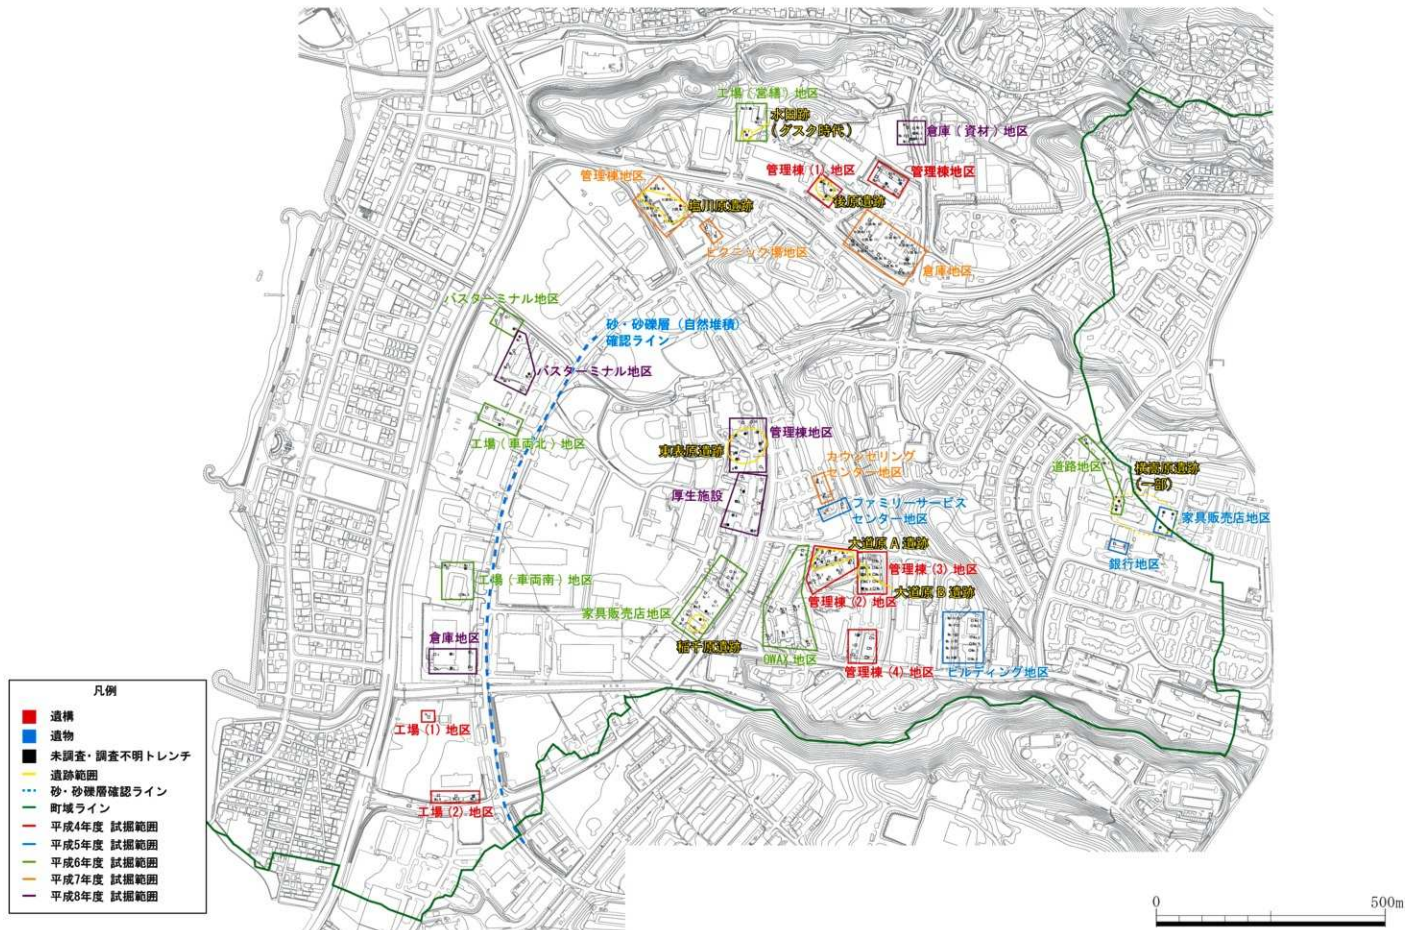 工場（営繕）地区
水田跡
（グスク時代）
倉庫（資材）地区
管理棟(1)地区
管理棟地区
管理棟地区
塩川原遺跡
後原遺跡
ピクニック場地区
倉庫地区
バスターミナル地区
砂・砂礫層（自然堆積）
確認ライン
バスターミナル地区
工場（車両北）地区
管理棟地区
東表原遺跡
カウンセリング
センター地区
道路地区
横嵩原遺跡
（一部）
厚生施設
ファミリーサービス
センター地区
家具販売店地区
大道原A遺跡
銀行地区
工場（車両南）地区
管理棟(3)地区
大道原B遺跡
管理棟(2)地区
家具販売店地区
倉庫地区
稲干原遺跡
OWAX地区
管理棟(4)地区
ビルディング地区
工場(1)地区
工場(2)地区
凡例
遺構
遺物
未調査・調査不明トレンチ
遺跡範囲
砂・砂礫層確認ライン
町域ライン
平成4年度 試掘範囲
平成5年度 試掘範囲
平成6年度 試掘範囲
平成7年度 試掘範囲
平成8年度 試掘範囲
0
500m